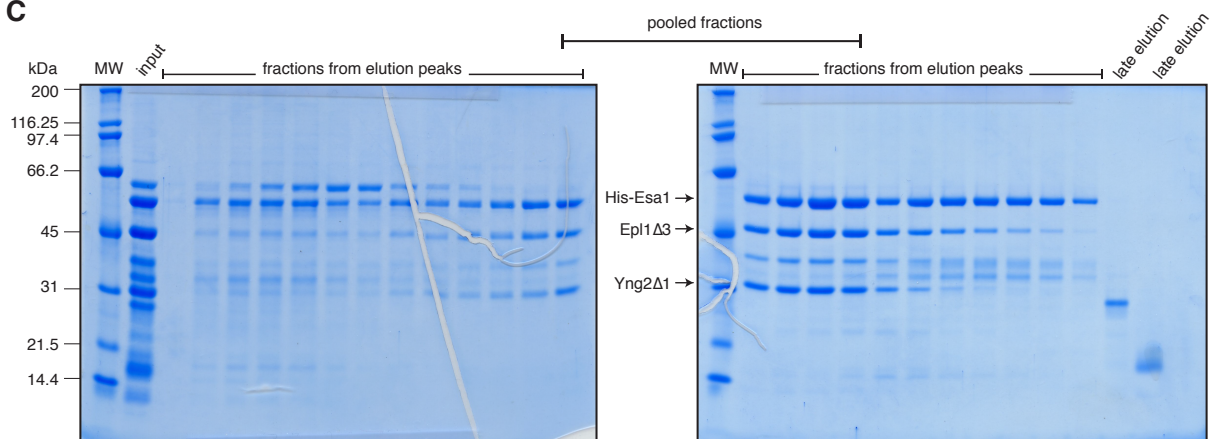 C
pooled fractions
late elution
late elution
kDa
MW
input
fractions from elution peaks
MW
fractions from elution peaks
200
116.25
97.4
66.2
45
31
21.5
14.4
His-Esa1
Epl1Δ3
Yng2Δ1